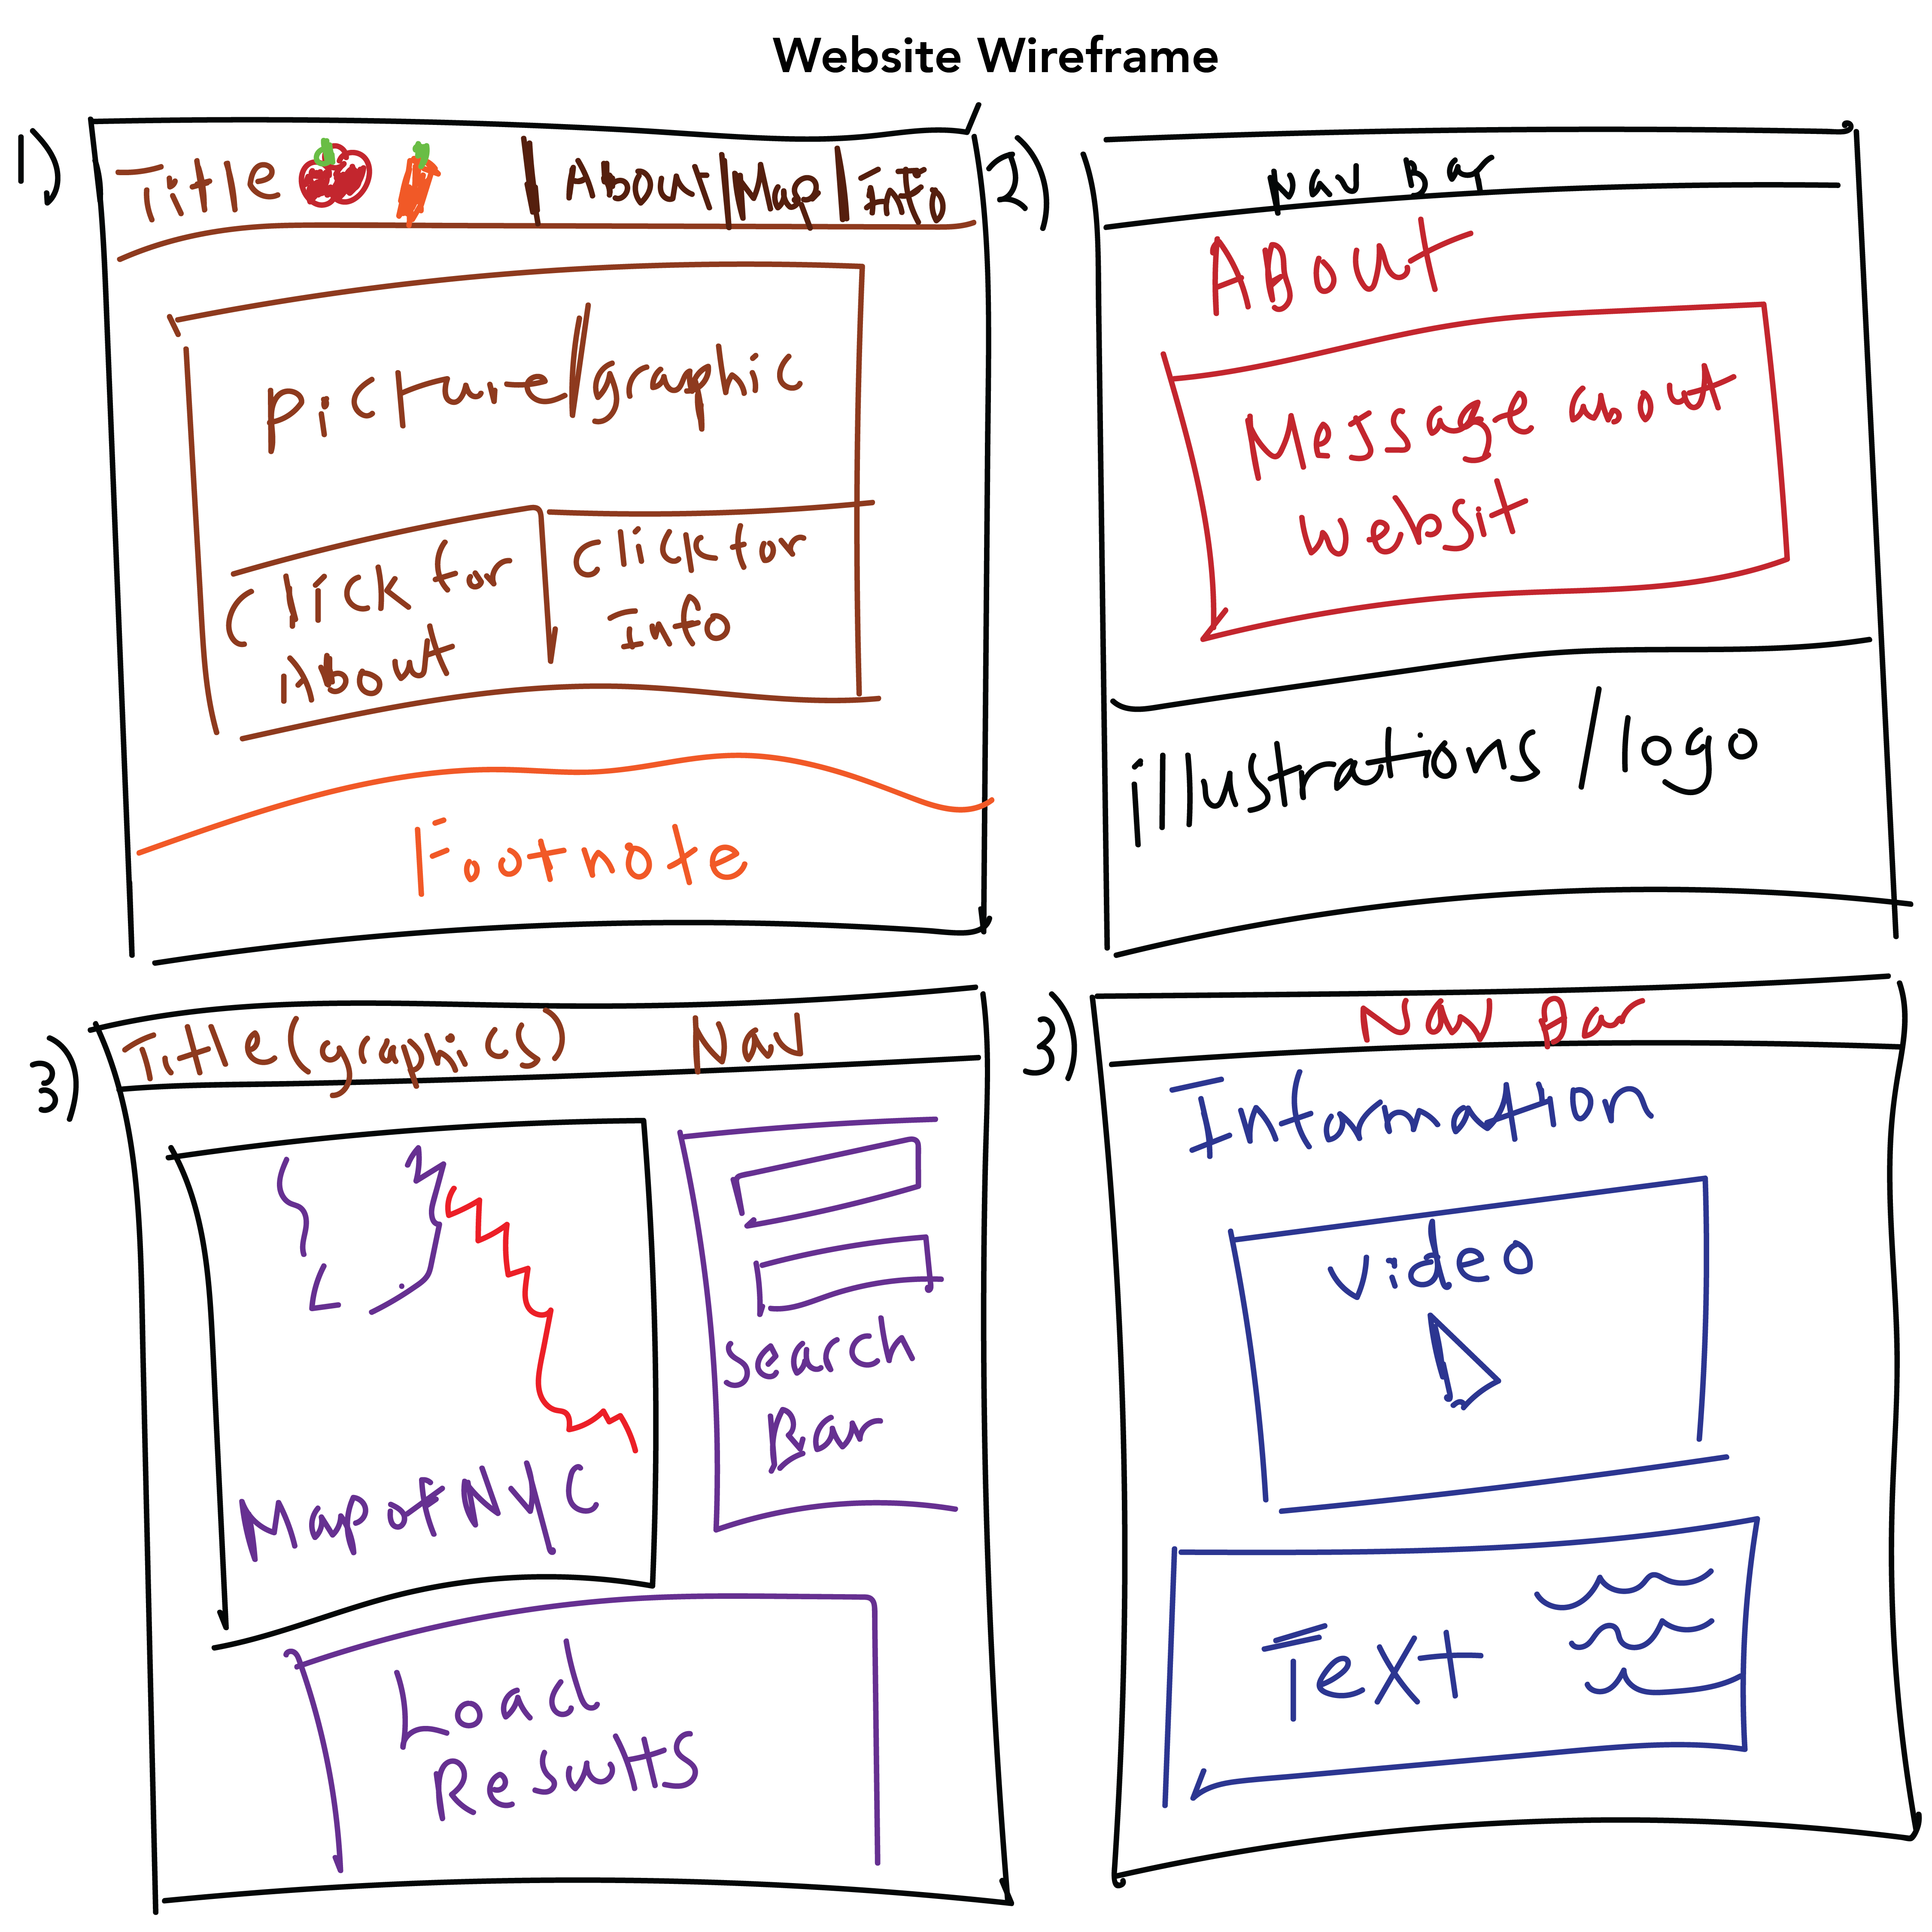 Website Wireframe
1)
Title | About/Map|Info
picture/graphic
Click for
About
click for
Info
Footnote
2)
Nav Bar
About
Message about
websit
illustrations/logo
3)
Title(graphics) Nav
Map of NYC
search
Bar
Load
Results
3)
Nav Bar
Information
video
Text